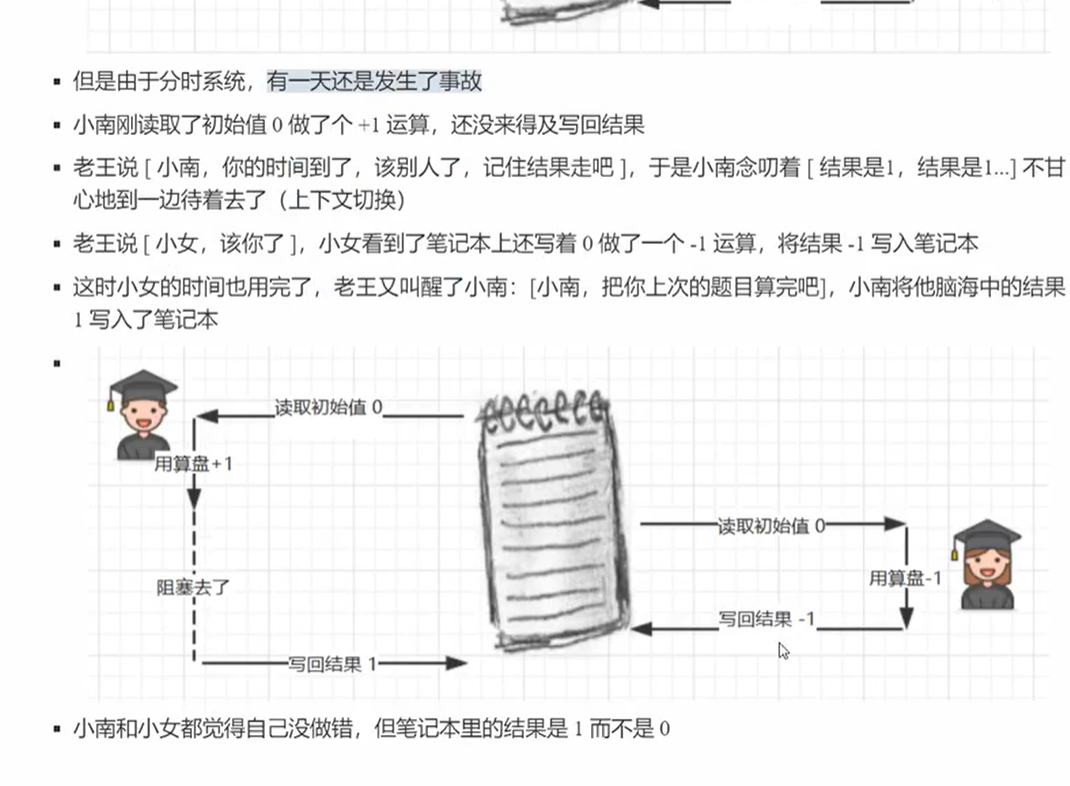 但是由于分时系统，有一天还是发生了事故
小南刚读取了初始值 0 做了个 +1 运算，还没来得及写回结果
老王说 [ 小南，你的时间到了，该别人了，记住结果走吧 ]，于是小南念叨着 [ 结果是1，结果是1...] 不甘
心地到一边待着去了（上下文切换）
老王说 [ 小女，该你了 ]，小女看到了笔记本上还写着 0 做了一个 -1 运算，将结果 -1 写入笔记本
这时小女的时间也用完了，老王又叫醒了小南：[小南，把你上次的题目算完吧]，小南将他脑海中的结果
1 写入了笔记本
读取初始值 0
用算盘+1
读取初始值 0
用算盘-1
阻塞去了
写回结果 -1
写回结果 1
小南和小女都觉得自己没做错，但笔记本里的结果是 1 而不是 0